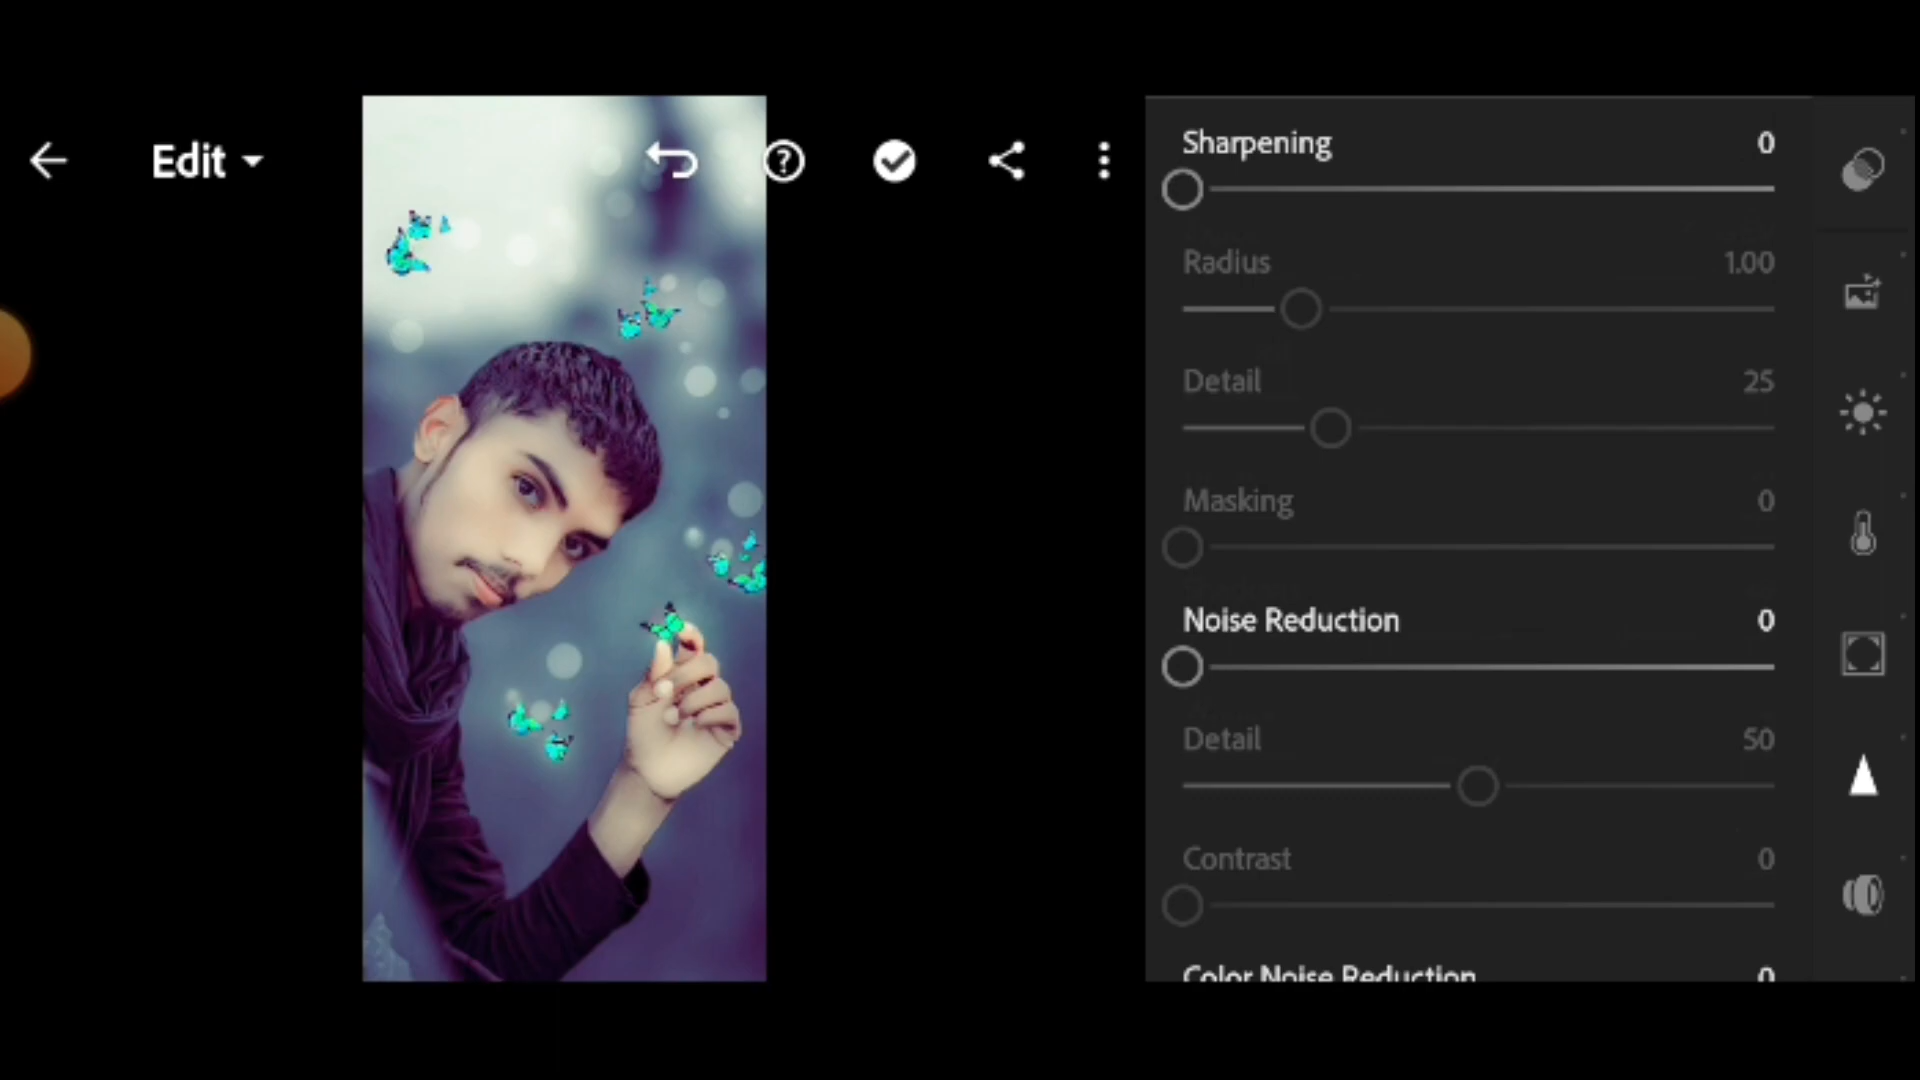 Edit
Sharpening 0
Radius 1.00
Detail 25
Masking 0
Noise Reduction 0
Detail 50
Contrast 0
Color Noise Reduction 0